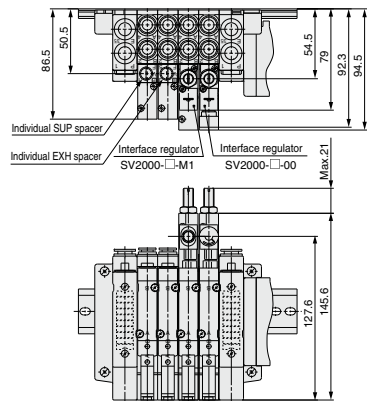 86.5
50.5
54.5
79
92.3
94.5
Individual SUP spacer
Individual EXH spacer
Interface regulator
SV2000-□-M1
Interface regulator
SV2000-□-00
Max.21
127.6
145.6